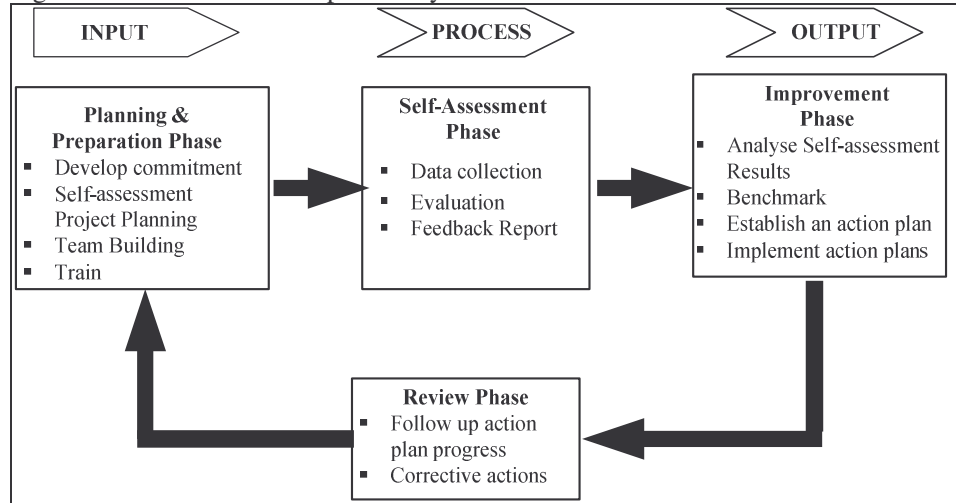 INPUT
PROCESS
OUTPUT
Planning &
Preparation Phase
▪ Develop commitment
▪ Self-assessment
Project Planning
▪ Team Building
▪ Train
Self-Assessment
Phase
▪ Data collection
▪ Evaluation
▪ Feedback Report
Improvement
Phase
▪ Analyse Self-assessment
Results
▪ Benchmark
▪ Establish an action plan
▪ Implement action plans
Review Phase
▪ Follow up action
plan progress
▪ Corrective actions